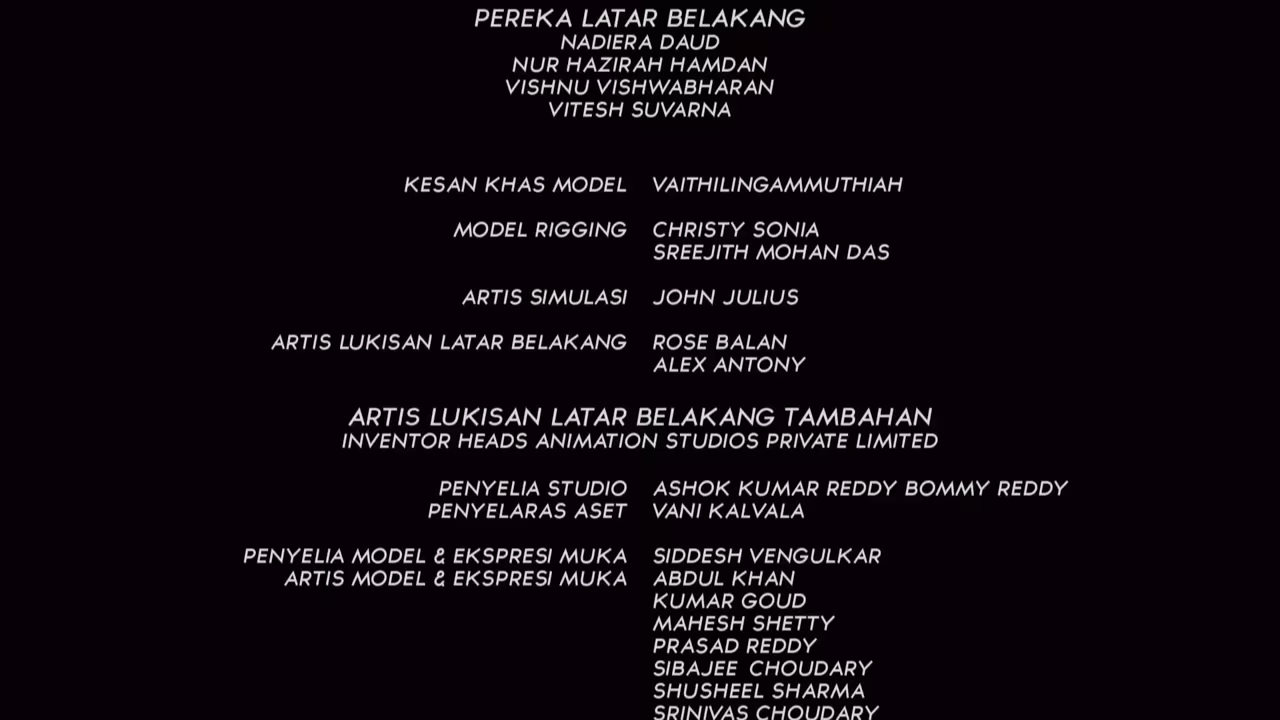 PEREKA LATAR BELAKANG
NADIERA DAUD
NUR HAZIRAH HAMDAN
VISHNU VISHWABHARAN
VITESH SUVARNA
KESAN KHAS MODEL VAITHILINGAMMUTHIAH
MODEL RIGGING CHRISTY SONIA
SREEJITH MOHAN DAS
ARTIS SIMULASI JOHN JULIUS
ARTIS LUKISAN LATAR BELAKANG ROSE BALAN
ALEX ANTONY
ARTIS LUKISAN LATAR BELAKANG TAMBAHAN
INVENTOR HEADS ANIMATION STUDIOS PRIVATE LIMITED
PENYELIA STUDIO ASHOK KUMAR REDDY BOMMY REDDY
PENYELARAS ASET VANI KALVALA
PENYELIA MODEL & EKSPRESI MUKA SIDDESH VENGULKAR
ARTIS MODEL & EKSPRESI MUKA ABDUL KHAN
KUMAR GOUD
MAHESH SHETTY
PRASAD REDDY
SIBAJEE CHOUDARY
SHUSHEEL SHARMA
SRINIVAS CHOUDARY